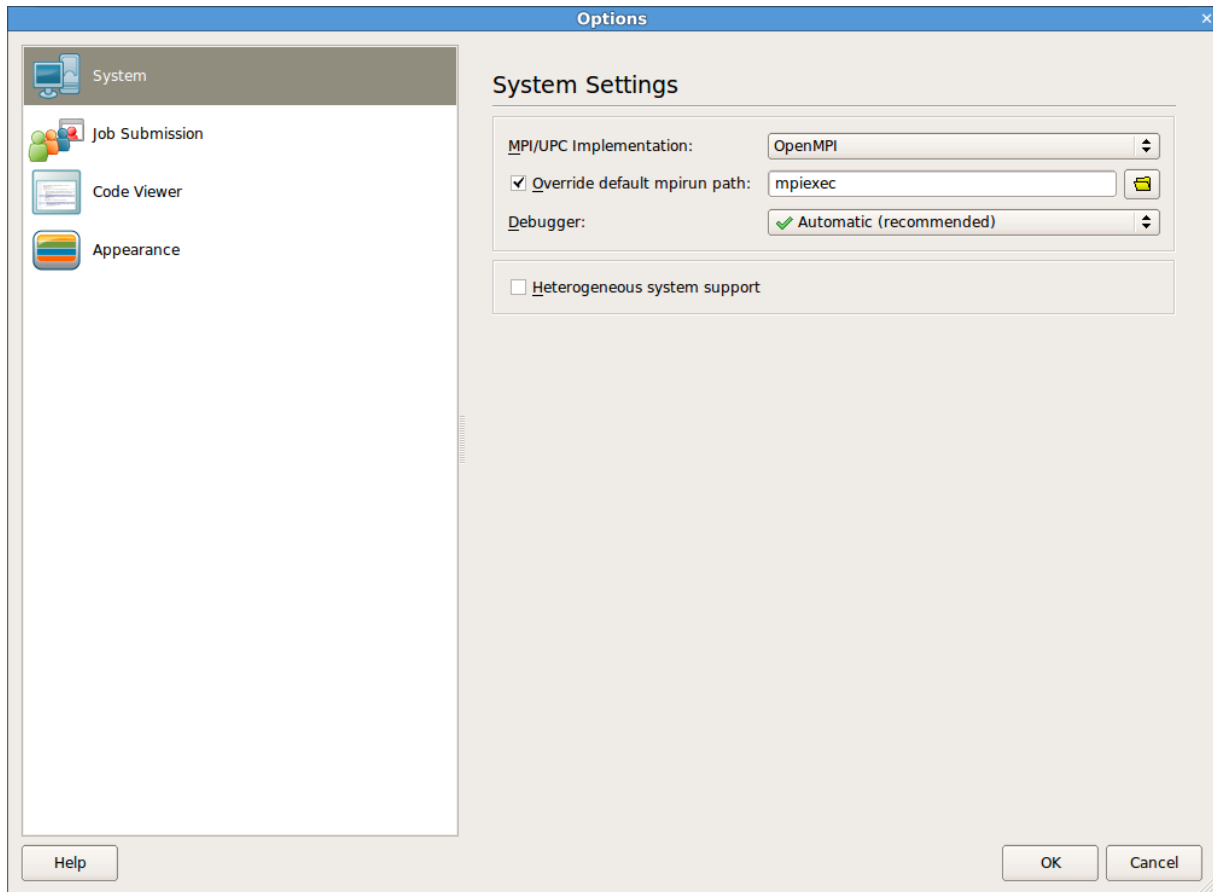 Options
System
Job Submission
Code Viewer
Appearance
System Settings
MPI/UPC Implementation: OpenMPI
Override default mpirun path: mpiexec
Debugger: Automatic (recommended)
Heterogeneous system support
Help OK Cancel